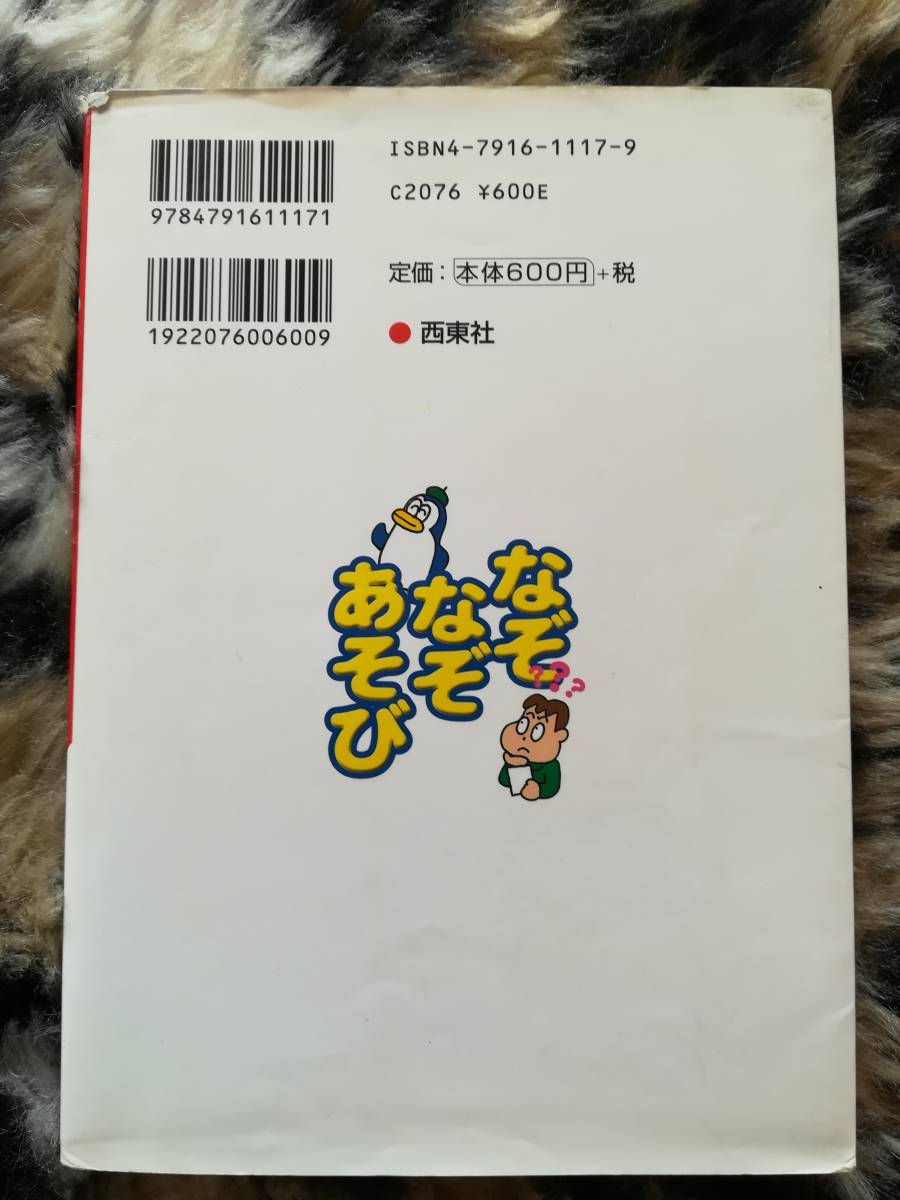 ISBN4-7916-1117-9
C2076 ¥600E
9784791611171
定価：本体600円+税
1922076006009
西東社
なぞ
なぞ
あそび
???